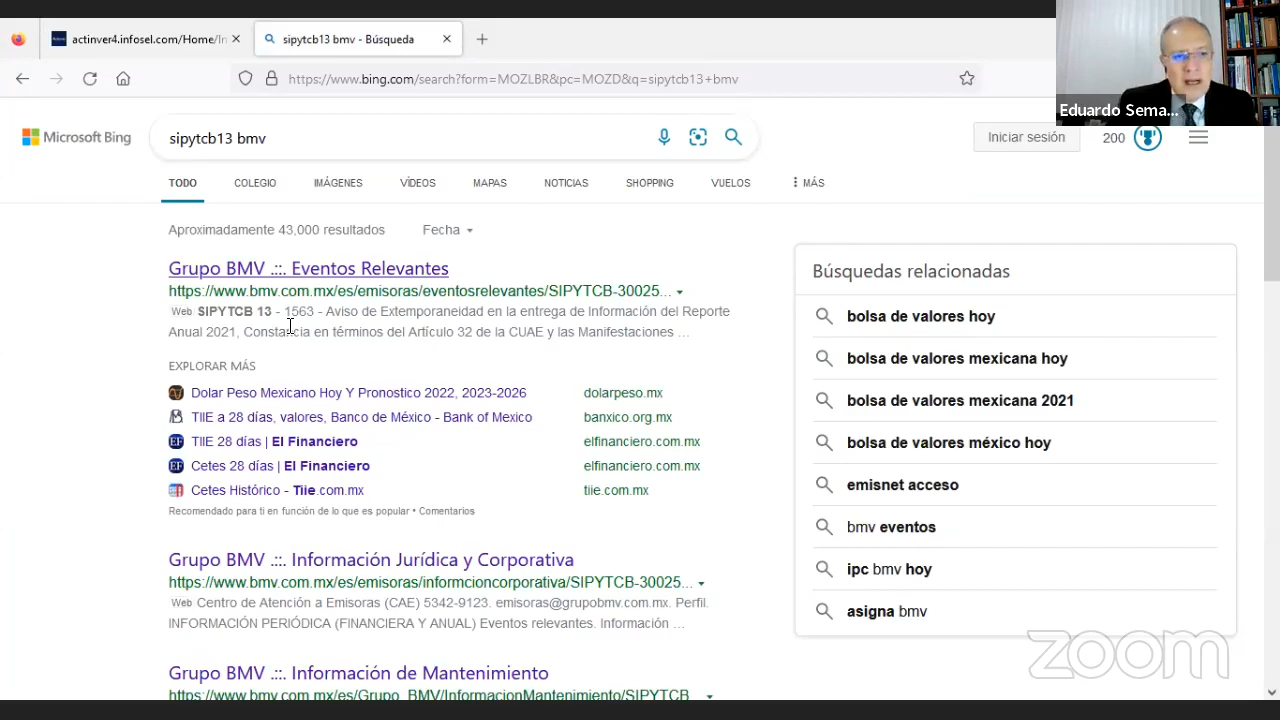 actinver4.infosel.com/Home/In
sipytcb13 bmv - Búsqueda
https://www.bing.com/search?form=MOZLBR&pc=MOZD&q=sipytcb13+bmv
Eduardo Sema...
Microsoft Bing
sipytcb13 bmv
Iniciar sesión
200
TODO
COLEGIO
IMÁGENES
VÍDEOS
MAPAS
NOTICIAS
SHOPPING
VUELOS
MÁS
Aproximadamente 43,000 resultados
Fecha
Grupo BMV .::. Eventos Relevantes
https://www.bmv.com.mx/es/emisoras/eventosrelevantes/SIPYTCB-30025...
Web SIPYTCB 13 - 1563 - Aviso de Extemporaneidad en la entrega de Información del Reporte
Anual 2021, Constancia en términos del Artículo 32 de la CUAE y las Manifestaciones ...
EXPLORAR MÁS
Dolar Peso Mexicano Hoy Y Pronostico 2022, 2023-2026 dolarpeso.mx
TIIE a 28 días, valores, Banco de México - Bank of Mexico banxico.org.mx
EF TIIE 28 días | El Financiero elfinanciero.com.mx
EF Cetes 28 días | El Financiero elfinanciero.com.mx
Cetes Histórico - Tiie.com.mx tiie.com.mx
Recomendado para ti en función de lo que es popular • Comentarios
Grupo BMV .::. Información Jurídica y Corporativa
https://www.bmv.com.mx/es/emisoras/informcioncorporativa/SIPYTCB-30025...
Web Centro de Atención a Emisoras (CAE) 5342-9123. emisoras@grupobmv.com.mx. Perfil.
INFORMACIÓN PERIÓDICA (FINANCIERA Y ANUAL) Eventos relevantes. Información ...
Grupo BMV .::. Información de Mantenimiento
https://www.bmv.com.mx/es/Grupo_BMV/InformacionMantenimiento/SIPYTCB
Búsquedas relacionadas
bolsa de valores hoy
bolsa de valores mexicana hoy
bolsa de valores mexicana 2021
bolsa de valores méxico hoy
emisnet acceso
bmv eventos
ipc bmv hoy
asigna bmv
zoom